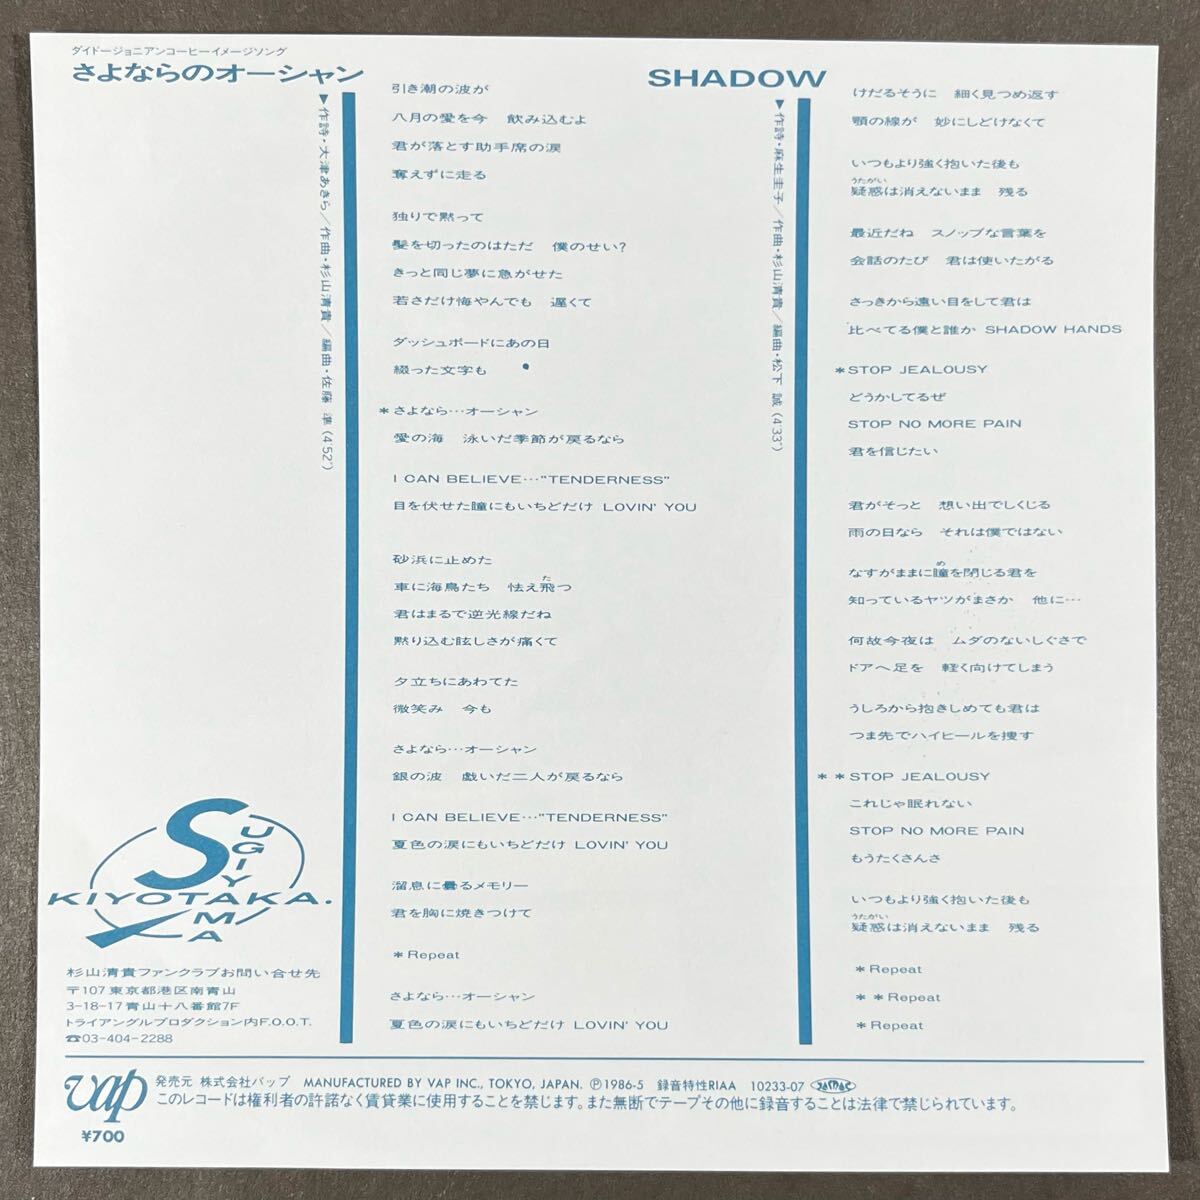 ダイドージョニアンコーヒーイメージソング
さよならのオーシャン
▼作詩・大津あきら/作曲・杉山清貴/編曲・佐藤 準(4'52")
引き潮の波が
八月の愛を今 飲み込むよ
君が落とす助手席の涙
奪えずに走る
独りで黙って
髪を切ったのはただ 僕のせい?
きっと同じ夢に急がせた
若さだけ悔やんでも 遅くて
ダッシュボードにあの日
綴った文字も
*さよなら…オーシャン
愛の海 泳いだ季節が戻るなら
I CAN BELIEVE…"TENDERNESS"
目を伏せた瞳にもいちどだけ LOVIN' YOU
砂浜に止めた
た
車に海鳥たち 怯え飛つ
君はまるで逆光線だね
黙り込む眩しさが痛くて
夕立ちにあわてた
微笑み 今も
さよなら…オーシャン
銀の波 戯いだ二人が戻るなら
I CAN BELIEVE…"TENDERNESS"
夏色の涙にもいちどだけ LOVIN' YOU
溜息に曇るメモリー
君を胸に焼きつけて
*Repeat
さよなら…オーシャン
夏色の涙にもいちどだけ LOVIN' YOU
SHADOW
▼作詩・麻生圭子/作曲・杉山清貴/編曲・松下 誠(4'33")
けだるそうに 細く見つめ返す
顎の線が 妙にしどけなくて
いつもより強く抱いた後も
うたがい
疑惑は消えないまま 残る
最近だね スノッブな言葉を
会話のたび 君は使いたがる
さっきから遠い目をして君は
比べてる僕と誰か SHADOW HANDS
*STOP JEALOUSY
どうかしてるぜ
STOP NO MORE PAIN
君を信じたい
君がそっと 想い出でしくじる
雨の日なら それは僕ではない
め
なすがままに瞳を閉じる君を
知っているヤツがまさか 他に…
何故今夜は ムダのないしぐさで
ドアへ足を 軽く向けてしまう
うしろから抱きしめても君は
つま先でハイヒールを捜す
**STOP JEALOUSY
これじゃ眠れない
STOP NO MORE PAIN
もうたくさんさ
いつもより強く抱いた後も
うたがい
疑惑は消えないまま 残る
*Repeat
**Repeat
*Repeat
SUGIYAMA
KIYOTAKA.
杉山清貴ファンクラブお問い合せ先
〒107 東京都港区南青山
3-18-17 青山十八番館7F
トライアングルプロダクション内F.O.O.T.
☎03-404-2288
vap
発売元 株式会社バップ MANUFACTURED BY VAP INC., TOKYO, JAPAN. Ⓟ1986-5 録音特性RIAA 10233-07
このレコードは権利者の許諾なく賃貸業に使用することを禁じます。また無断でテープその他に録音することは法律で禁じられています。
¥700